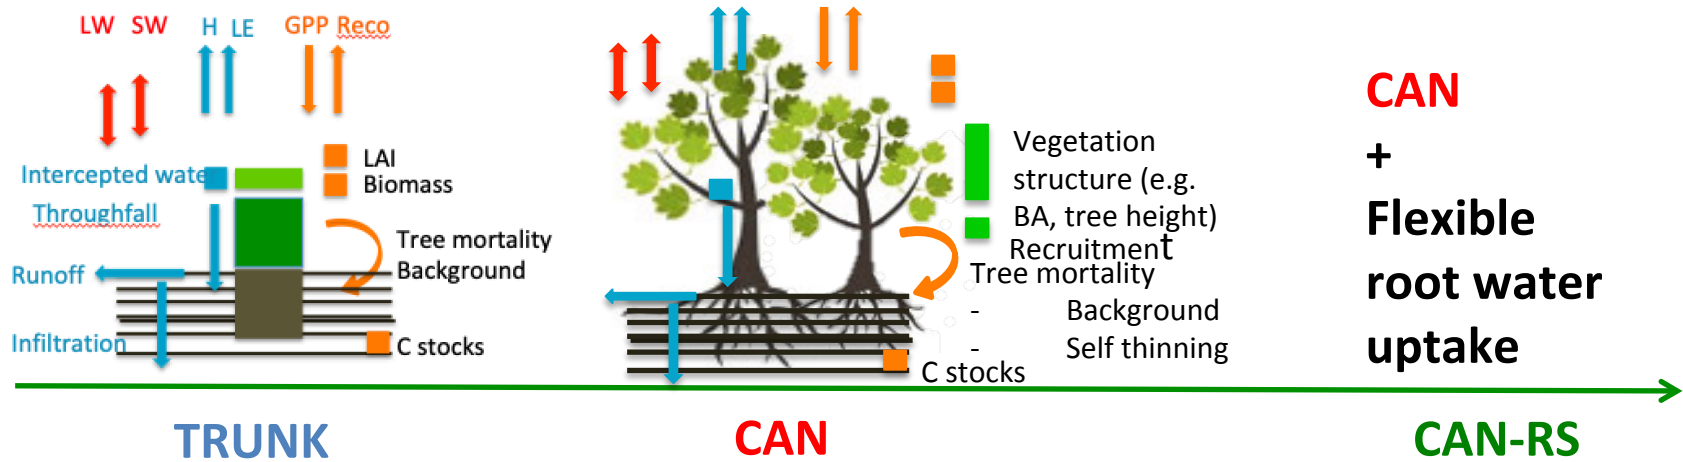 LW SW H LE GPP Reco
LAI
Biomass
Intercepted water
Throughfall
Tree mortality
Background
Runoff
Infiltration
C stocks
Vegetation
structure (e.g.
BA, tree height)
Recruitment
Tree mortality
- Background
- Self thinning
C stocks
CAN
+
Flexible
root water
uptake
TRUNK
CAN
CAN-RS